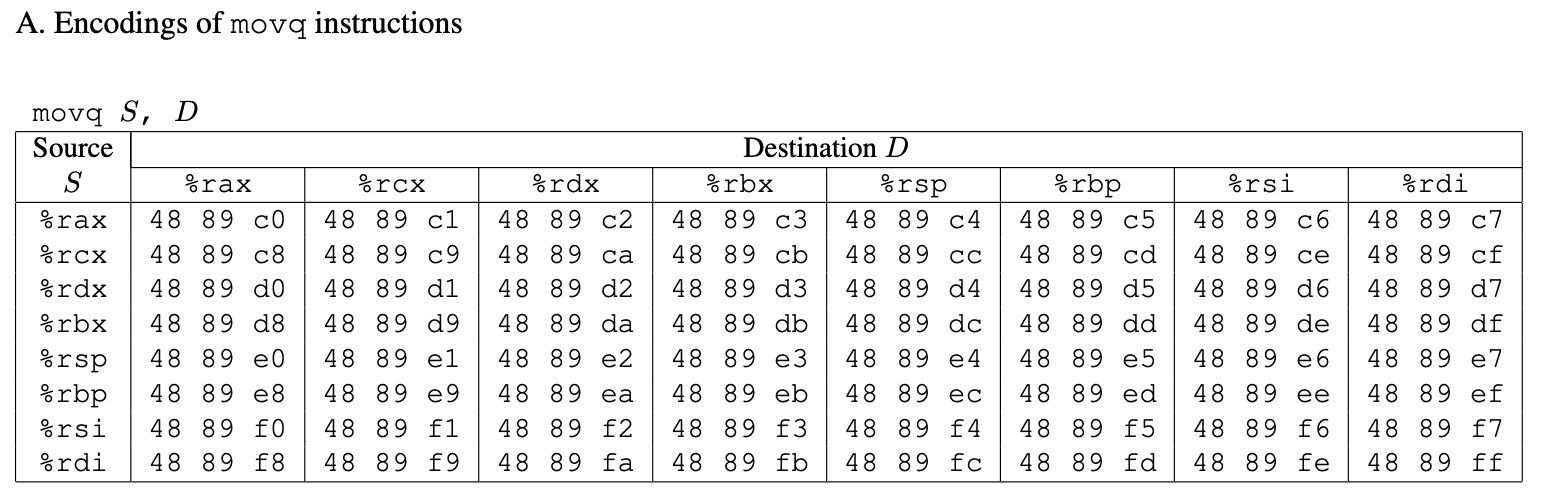 A. Encodings of movq instructions
movq S, D
Source Destination D
S %rax %rcx %rdx %rbx %rsp %rbp %rsi %rdi
%rax 48 89 c0 48 89 c1 48 89 c2 48 89 c3 48 89 c4 48 89 c5 48 89 c6 48 89 c7
%rcx 48 89 c8 48 89 c9 48 89 ca 48 89 cb 48 89 cc 48 89 cd 48 89 ce 48 89 cf
%rdx 48 89 d0 48 89 d1 48 89 d2 48 89 d3 48 89 d4 48 89 d5 48 89 d6 48 89 d7
%rbx 48 89 d8 48 89 d9 48 89 da 48 89 db 48 89 dc 48 89 dd 48 89 de 48 89 df
%rsp 48 89 e0 48 89 e1 48 89 e2 48 89 e3 48 89 e4 48 89 e5 48 89 e6 48 89 e7
%rbp 48 89 e8 48 89 e9 48 89 ea 48 89 eb 48 89 ec 48 89 ed 48 89 ee 48 89 ef
%rsi 48 89 f0 48 89 f1 48 89 f2 48 89 f3 48 89 f4 48 89 f5 48 89 f6 48 89 f7
%rdi 48 89 f8 48 89 f9 48 89 fa 48 89 fb 48 89 fc 48 89 fd 48 89 fe 48 89 ff